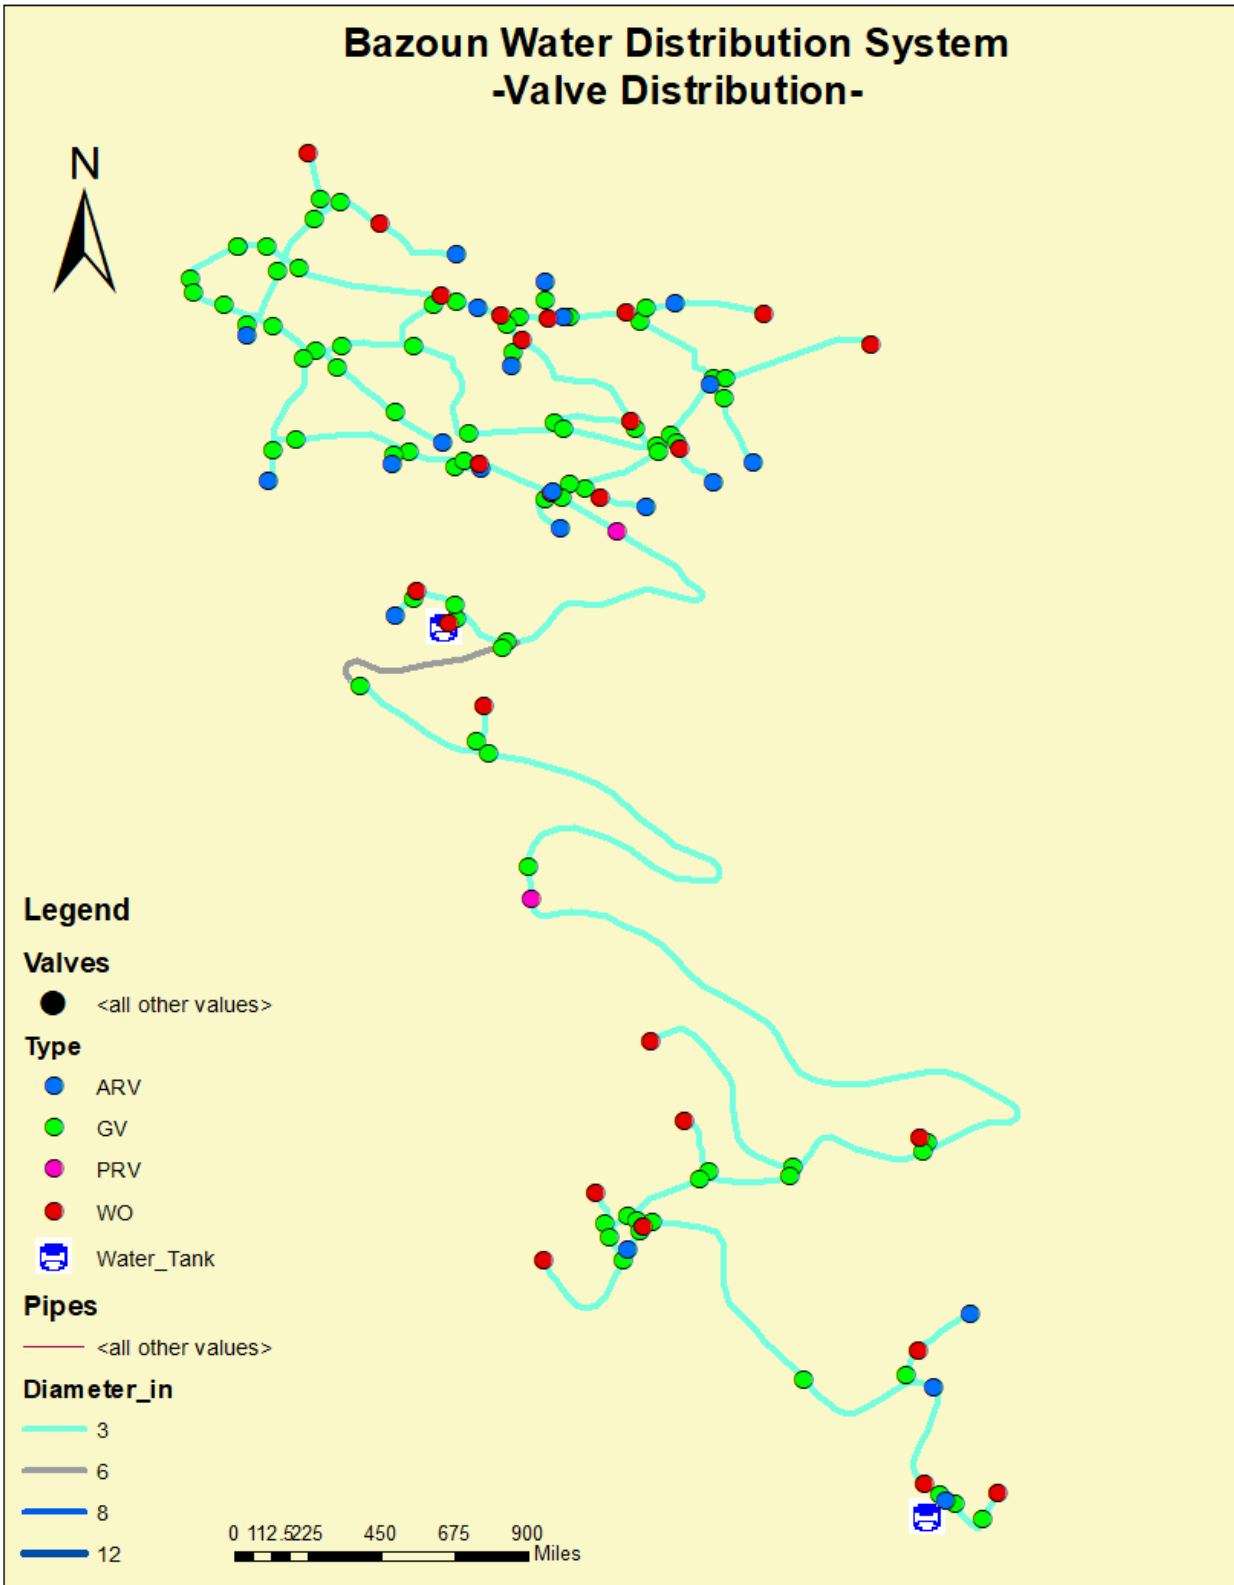 Bazoun Water Distribution System
-Valve Distribution-
N
Legend
Valves
<all other values>
Type
ARV
GV
PRV
WO
Water_Tank
Pipes
<all other values>
Diameter_in
3
6
8
12
0 112.5225 450 675 900
Miles